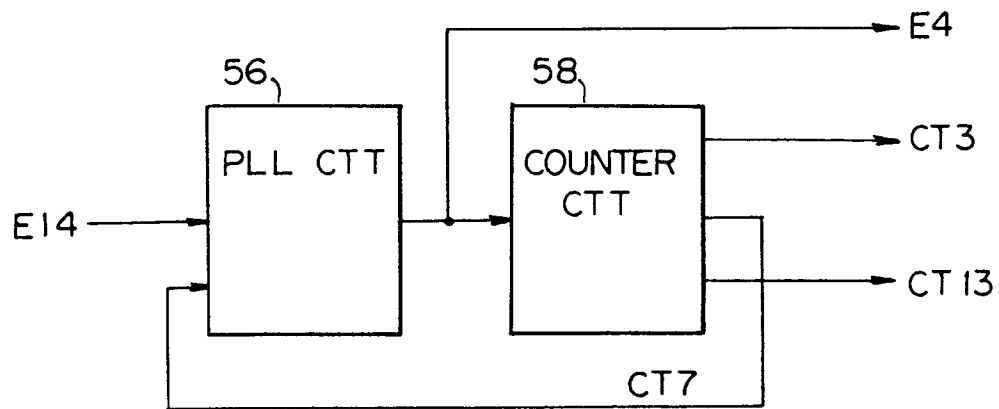 E4
56
58
CT3
PLL CTT
COUNTER
CTT
E14
CT13
CT7